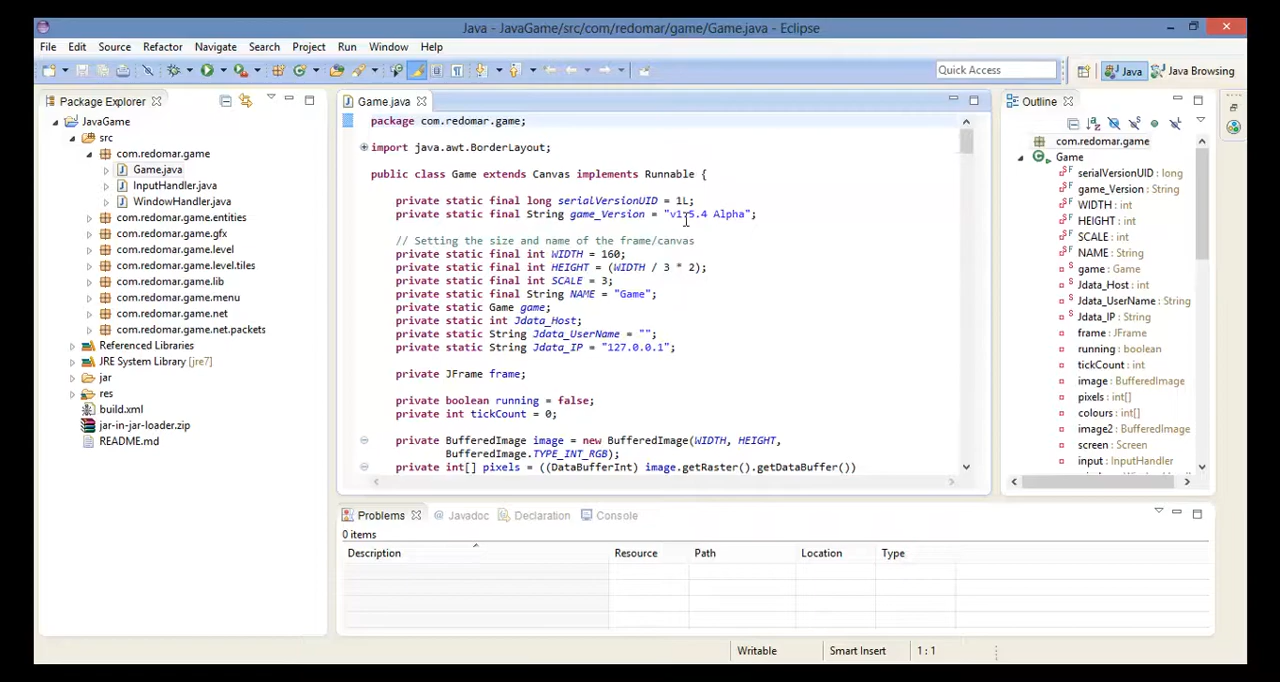 Java - JavaGame/src/com/redomar/game/Game.java - Eclipse
File Edit Source Refactor Navigate Search Project Run Window Help
Quick Access
Java
Java Browsing
Package Explorer
JavaGame
src
com.redomar.game
Game.java
InputHandler.java
WindowHandler.java
com.redomar.game.entities
com.redomar.game.gfx
com.redomar.game.level
com.redomar.game.level.tiles
com.redomar.game.lib
com.redomar.game.menu
com.redomar.game.net
com.redomar.game.net.packets
Referenced Libraries
JRE System Library [jre7]
jar
res
build.xml
jar-in-jar-loader.zip
README.md
Game.java
package com.redomar.game;
import java.awt.BorderLayout;
public class Game extends Canvas implements Runnable {
private static final long serialVersionUID = 1L;
private static final String game_Version = "v1.5.4 Alpha";
// Setting the size and name of the frame/canvas
private static final int WIDTH = 160;
private static final int HEIGHT = (WIDTH / 3 * 2);
private static final int SCALE = 3;
private static final String NAME = "Game";
private static Game game;
private static int Jdata_Host;
private static String Jdata_UserName = "";
private static String Jdata_IP = "127.0.0.1";
private JFrame frame;
private boolean running = false;
private int tickCount = 0;
private BufferedImage image = new BufferedImage(WIDTH, HEIGHT,
BufferedImage.TYPE_INT_RGB);
private int[] pixels = ((DataBufferInt) image.getRaster().getDataBuffer())
Outline
com.redomar.game
Game
serialVersionUID : long
game_Version : String
WIDTH : int
HEIGHT : int
SCALE : int
NAME : String
game : Game
Jdata_Host : int
Jdata_UserName : String
Jdata_IP : String
frame : JFrame
running : boolean
tickCount : int
image : BufferedImage
pixels : int[]
colours : int[]
image2 : BufferedImage
screen : Screen
input : InputHandler
Problems
Javadoc
Declaration
Console
0 items
Description Resource Path Location Type
Writable Smart Insert 1 : 1